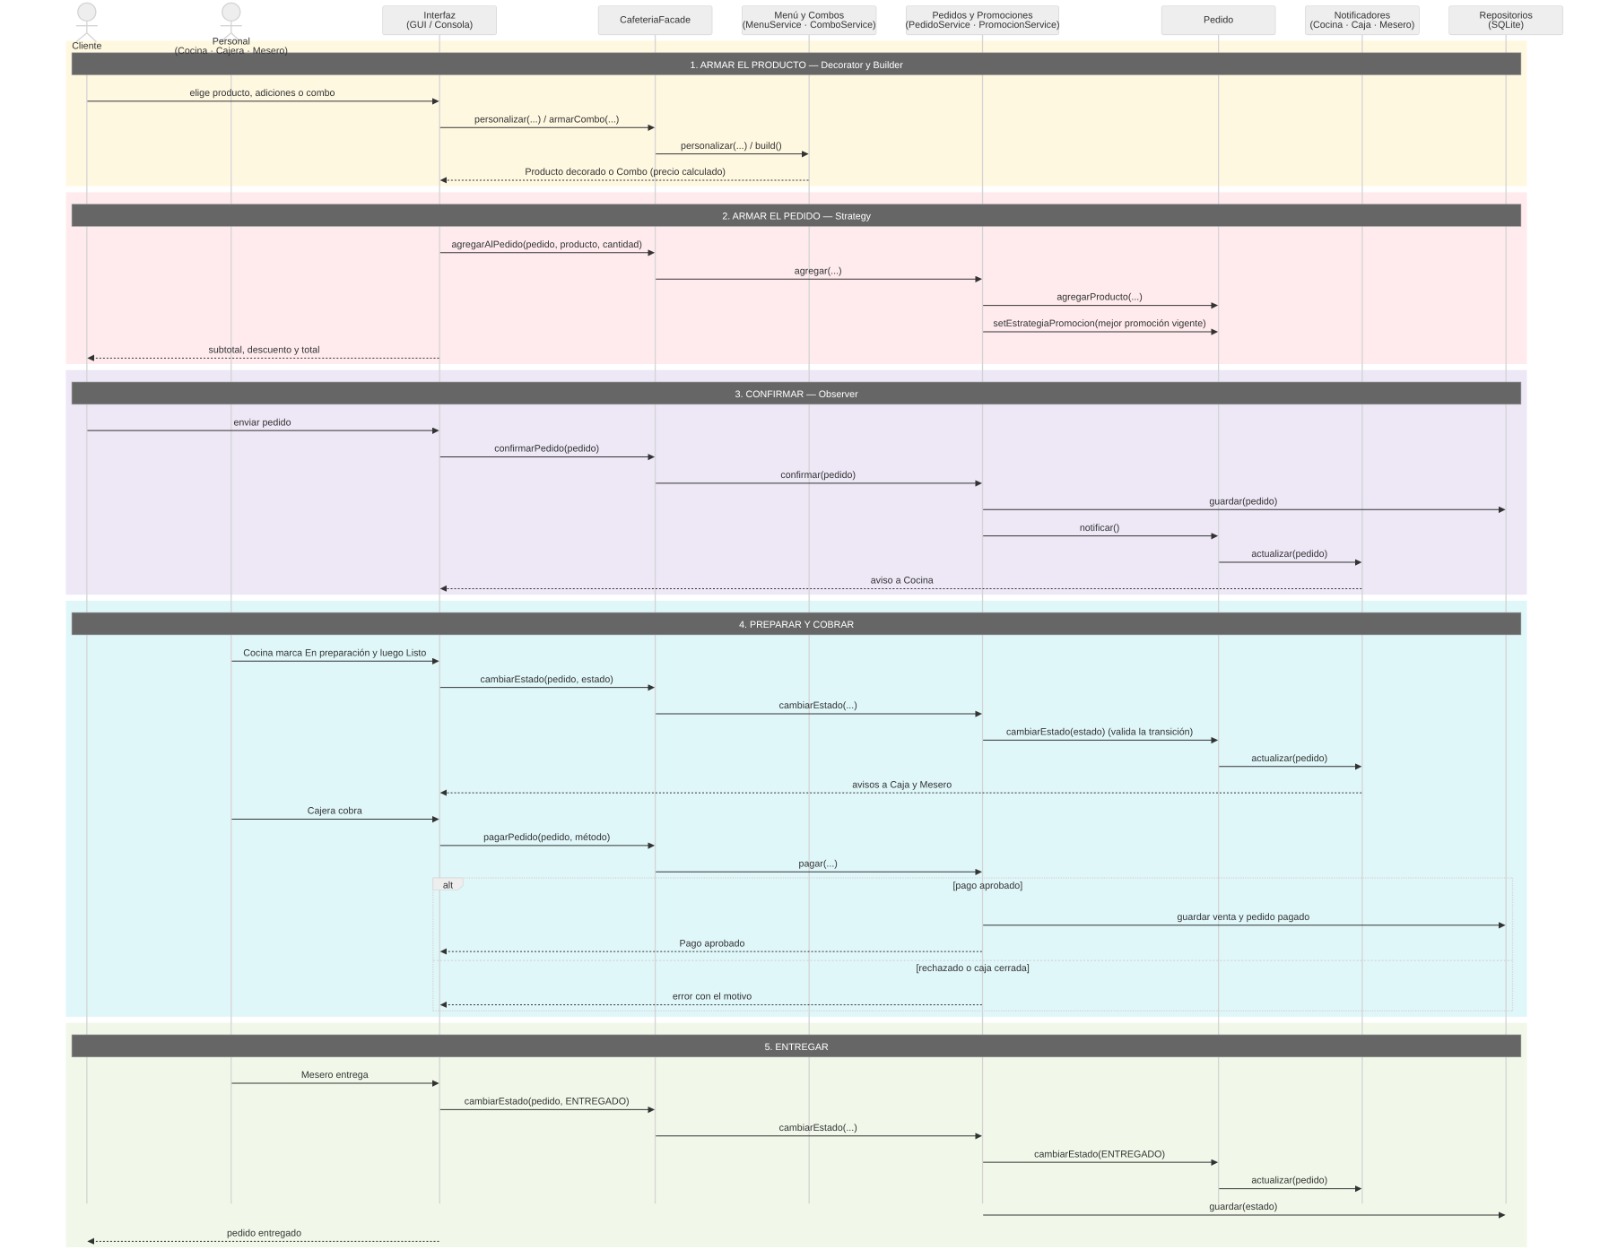 Cliente
Personal
(Cocina · Cajera · Mesero)
Interfaz
(GUI / Consola)
CafeteriaFacade
Menú y Combos
(MenuService · ComboService)
Pedidos y Promociones
(PedidoService · PromocionService)
Pedido
Notificadores
(Cocina · Caja · Mesero)
Repositorios
(SQLite)
1. ARMAR EL PRODUCTO — Decorator y Builder
elige producto, adiciones o combo
personalizar(...) / armarCombo(...)
personalizar(...) / build()
Producto decorado o Combo (precio calculado)
2. ARMAR EL PEDIDO — Strategy
agregarAlPedido(pedido, producto, cantidad)
agregar(...)
agregarProducto(...)
setEstrategiaPromocion(mejor promoción vigente)
subtotal, descuento y total
3. CONFIRMAR — Observer
enviar pedido
confirmarPedido(pedido)
confirmar(pedido)
guardar(pedido)
notificar()
actualizar(pedido)
aviso a Cocina
4. PREPARAR Y COBRAR
Cocina marca En preparación y luego Listo
cambiarEstado(pedido, estado)
cambiarEstado(...)
cambiarEstado(estado) (valida la transición)
actualizar(pedido)
avisos a Caja y Mesero
Cajera cobra
pagarPedido(pedido, método)
pagar(...)
alt
[pago aprobado]
guardar venta y pedido pagado
Pago aprobado
[rechazado o caja cerrada]
error con el motivo
5. ENTREGAR
Mesero entrega
cambiarEstado(pedido, ENTREGADO)
cambiarEstado(...)
cambiarEstado(ENTREGADO)
actualizar(pedido)
guardar(estado)
pedido entregado